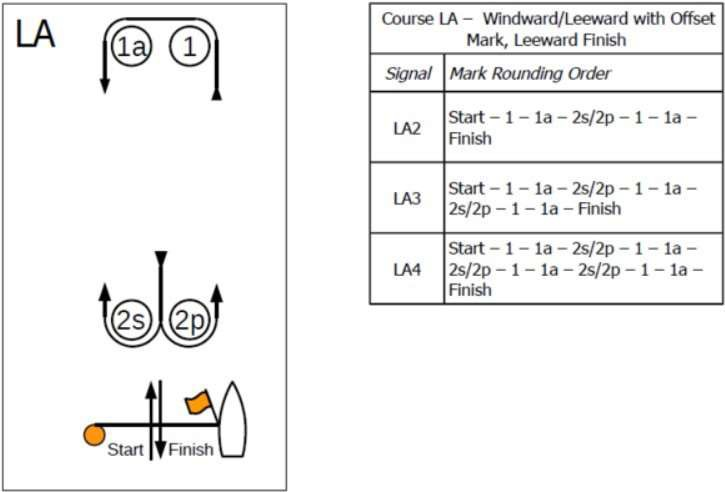 LA
1a 1
2s 2p
Start Finish
Course LA – Windward/Leeward with Offset
Mark, Leeward Finish
Signal Mark Rounding Order
LA2
Start – 1 – 1a – 2s/2p – 1 – 1a –
Finish
LA3
Start – 1 – 1a – 2s/2p – 1 – 1a –
2s/2p – 1 – 1a – Finish
LA4
Start – 1 – 1a – 2s/2p – 1 – 1a –
2s/2p – 1 – 1a – 2s/2p – 1 – 1a –
Finish